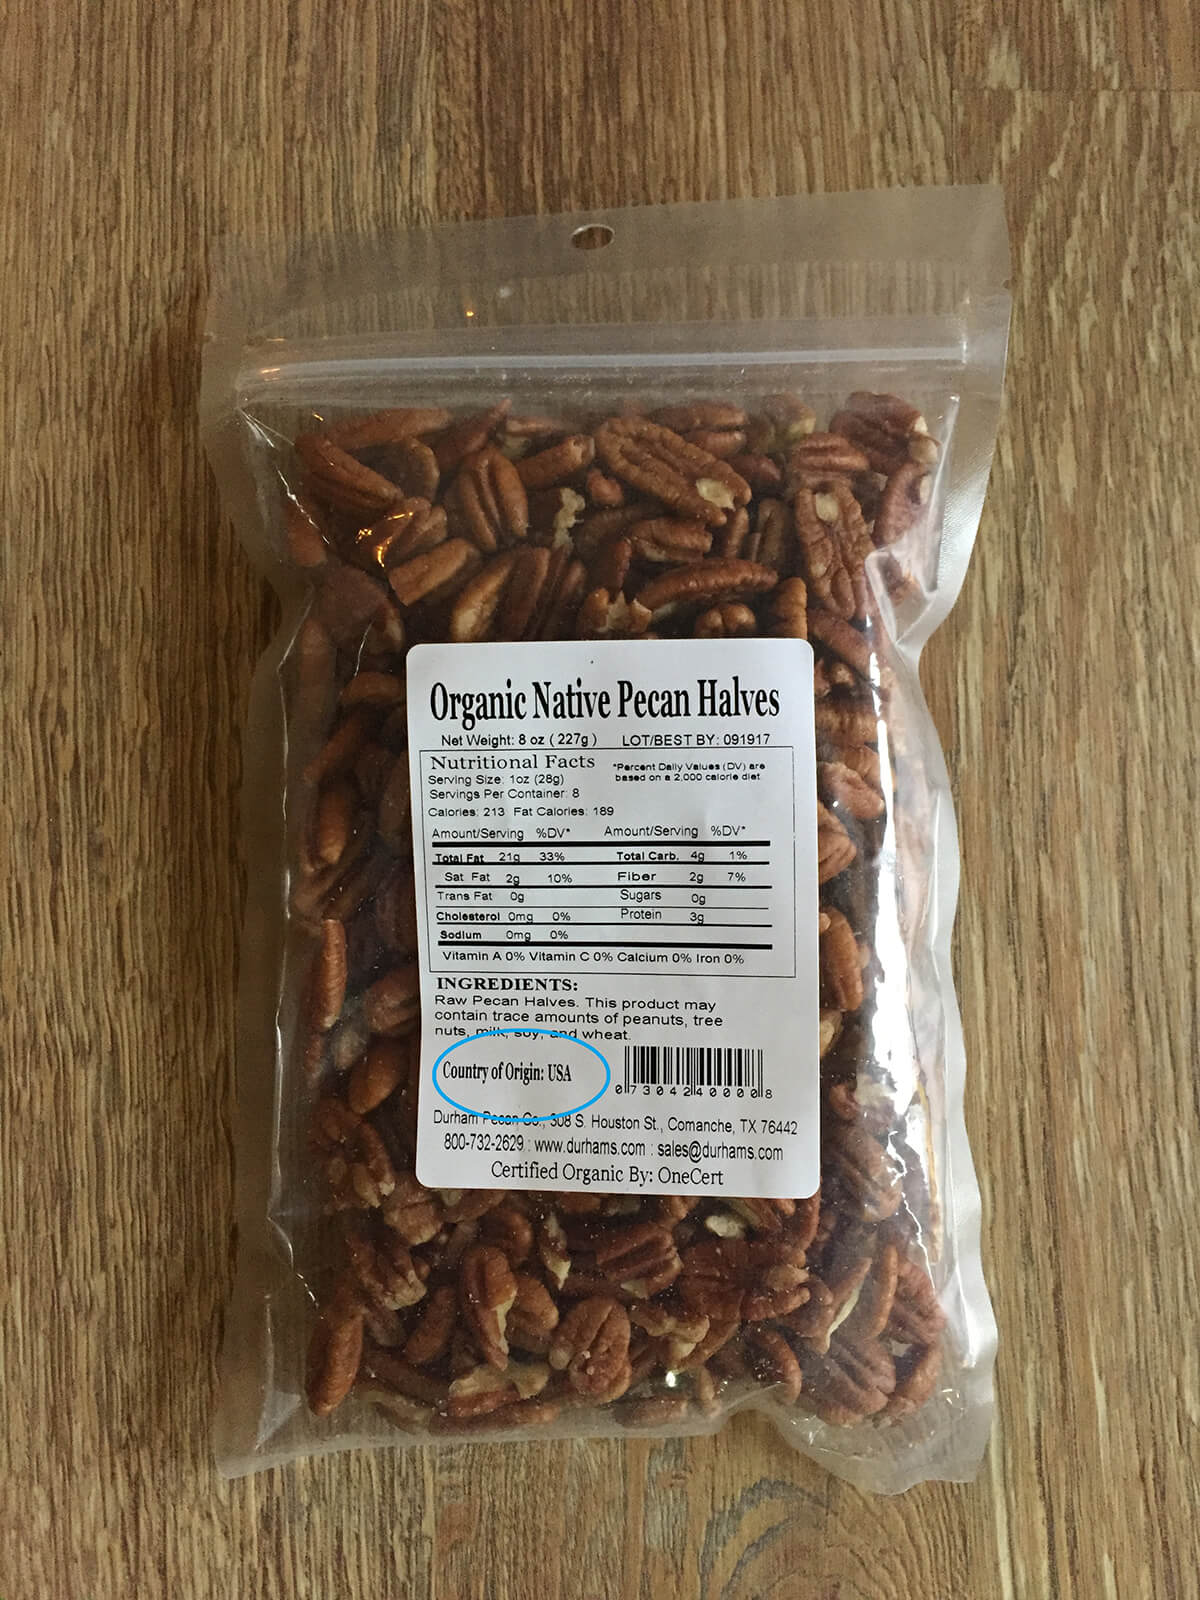 Organic Native Pecan Halves
Net Weight: 8 oz ( 227g ) LOT/BEST BY: 091917
Nutritional Facts
*Percent Daily Values (DV) are
based on a 2,000 calorie diet
Serving Size: 1oz (28g)
Servings Per Container: 8
Calories: 213 Fat Calories: 189
Amount/Serving %DV* Amount/Serving %DV*
Total Fat 21g 33% Total Carb. 4g 1%
Sat Fat 2g 10% Fiber 2g 7%
Trans Fat 0g Sugars 0g
Cholesterol 0mg 0% Protein 3g
Sodium 0mg 0%
Vitamin A 0% Vitamin C 0% Calcium 0% Iron 0%
INGREDIENTS:
Raw Pecan Halves. This product may
contain trace amounts of peanuts, tree
nuts, milk, soy, and wheat.
Country of Origin: USA
0 73042 40000 8
Durham Pecan Co., 308 S. Houston St., Comanche, TX 76442
800-732-2629 : www.durhams.com : sales@durhams.com
Certified Organic By: OneCert